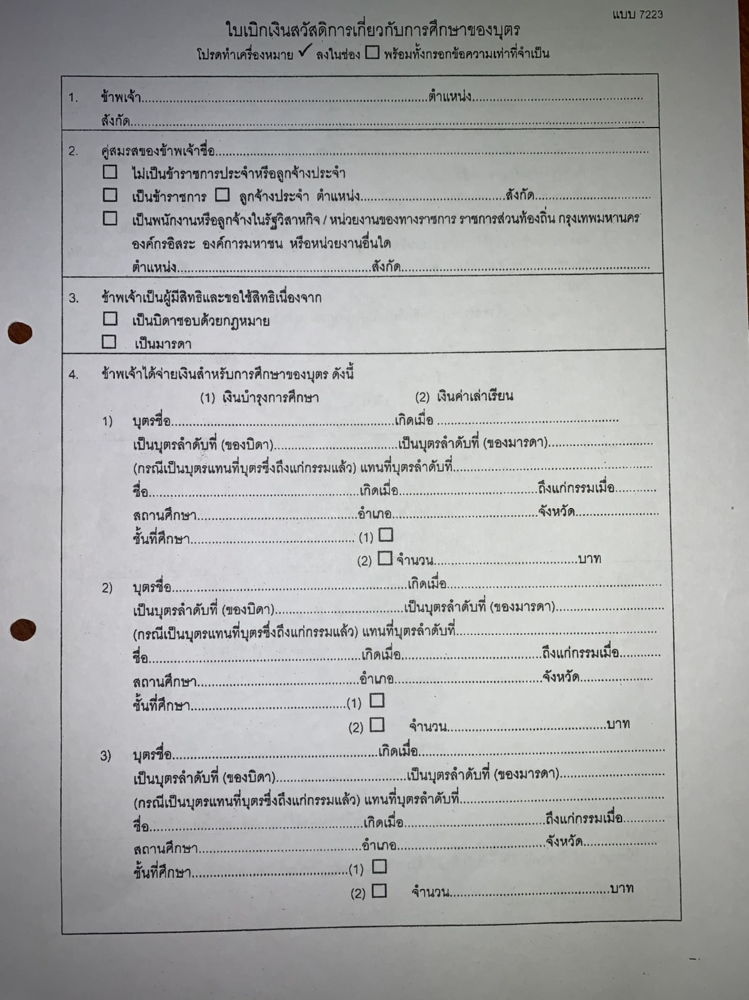 แบบ 7223
ใบเบิกเงินสวัสดิการเกี่ยวกับการศึกษาของบุตร
โปรดทำเครื่องหมาย ✓ ลงในช่อง ☐ พร้อมทั้งกรอกข้อความเท่าที่จำเป็น
1. ข้าพเจ้า..........ตำแหน่ง..........
สังกัด..........
2. คู่สมรสของข้าพเจ้าชื่อ..........
☐ ไม่เป็นข้าราชการประจำหรือลูกจ้างประจำ
☐ เป็นข้าราชการ ☐ ลูกจ้างประจำ ตำแหน่ง..........สังกัด..........
☐ เป็นพนักงานหรือลูกจ้างในรัฐวิสาหกิจ / หน่วยงานของทางราชการ ราชการส่วนท้องถิ่น กรุงเทพมหานคร
องค์กรอิสระ องค์การมหาชน หรือหน่วยงานอื่นใด
ตำแหน่ง..........สังกัด..........
3. ข้าพเจ้าเป็นผู้มีสิทธิและขอใช้สิทธิเนื่องจาก
☐ เป็นบิดาชอบด้วยกฎหมาย
☐ เป็นมารดา
4. ข้าพเจ้าได้จ่ายเงินสำหรับการศึกษาของบุตร ดังนี้
(1) เงินบำรุงการศึกษา (2) เงินค่าเล่าเรียน
1) บุตรชื่อ..........เกิดเมื่อ..........
เป็นบุตรลำดับที่ (ของบิดา)..........เป็นบุตรลำดับที่ (ของมารดา)..........
(กรณีเป็นบุตรแทนที่บุตรซึ่งถึงแก่กรรมแล้ว) แทนที่บุตรลำดับที่..........
ชื่อ..........เกิดเมื่อ..........ถึงแก่กรรมเมื่อ..........
สถานศึกษา..........อำเภอ..........จังหวัด..........
ชั้นที่ศึกษา.......... (1) ☐
(2) ☐ จำนวน..........บาท
2) บุตรชื่อ..........เกิดเมื่อ..........
เป็นบุตรลำดับที่ (ของบิดา)..........เป็นบุตรลำดับที่ (ของมารดา)..........
(กรณีเป็นบุตรแทนที่บุตรซึ่งถึงแก่กรรมแล้ว) แทนที่บุตรลำดับที่..........
ชื่อ..........เกิดเมื่อ..........ถึงแก่กรรมเมื่อ..........
สถานศึกษา..........อำเภอ..........จังหวัด..........
ชั้นที่ศึกษา..........(1) ☐
(2) ☐ จำนวน..........บาท
3) บุตรชื่อ..........เกิดเมื่อ..........
เป็นบุตรลำดับที่ (ของบิดา)..........เป็นบุตรลำดับที่ (ของมารดา)..........
(กรณีเป็นบุตรแทนที่บุตรซึ่งถึงแก่กรรมแล้ว) แทนที่บุตรลำดับที่..........
ชื่อ..........เกิดเมื่อ..........ถึงแก่กรรมเมื่อ..........
สถานศึกษา..........อำเภอ..........จังหวัด..........
ชั้นที่ศึกษา..........(1) ☐
(2) ☐ จำนวน..........บาท